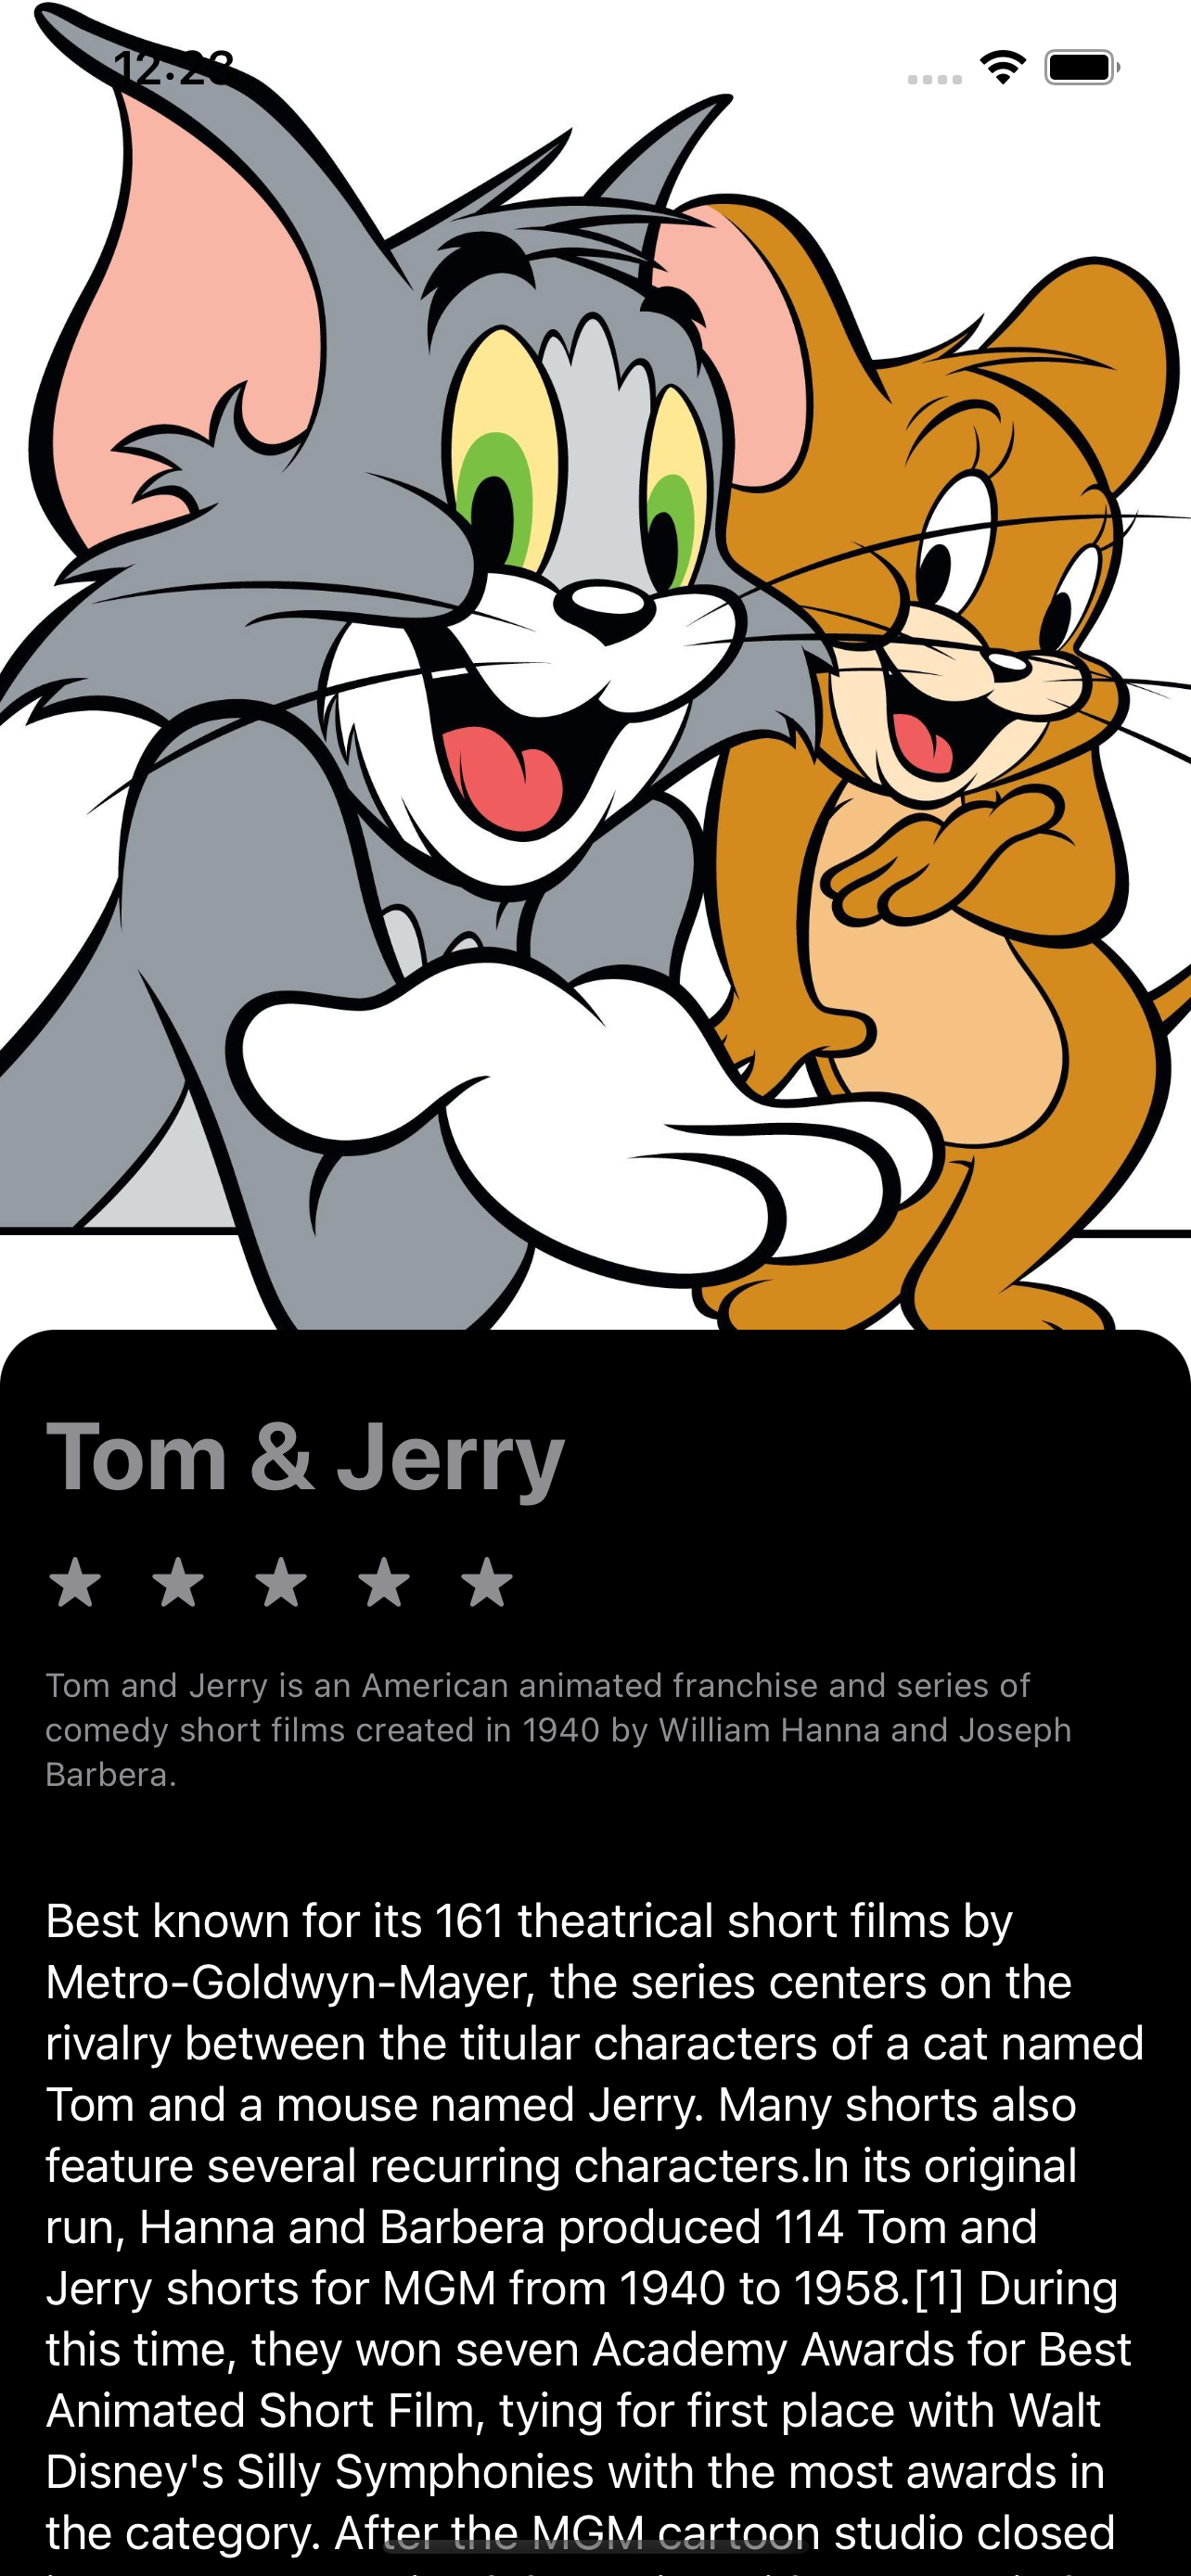 12:23
Tom & Jerry
Tom and Jerry is an American animated franchise and series of
comedy short films created in 1940 by William Hanna and Joseph
Barbera.
Best known for its 161 theatrical short films by
Metro-Goldwyn-Mayer, the series centers on the
rivalry between the titular characters of a cat named
Tom and a mouse named Jerry. Many shorts also
feature several recurring characters.In its original
run, Hanna and Barbera produced 114 Tom and
Jerry shorts for MGM from 1940 to 1958.[1] During
this time, they won seven Academy Awards for Best
Animated Short Film, tying for first place with Walt
Disney's Silly Symphonies with the most awards in
the category. After the MGM cartoon studio closed